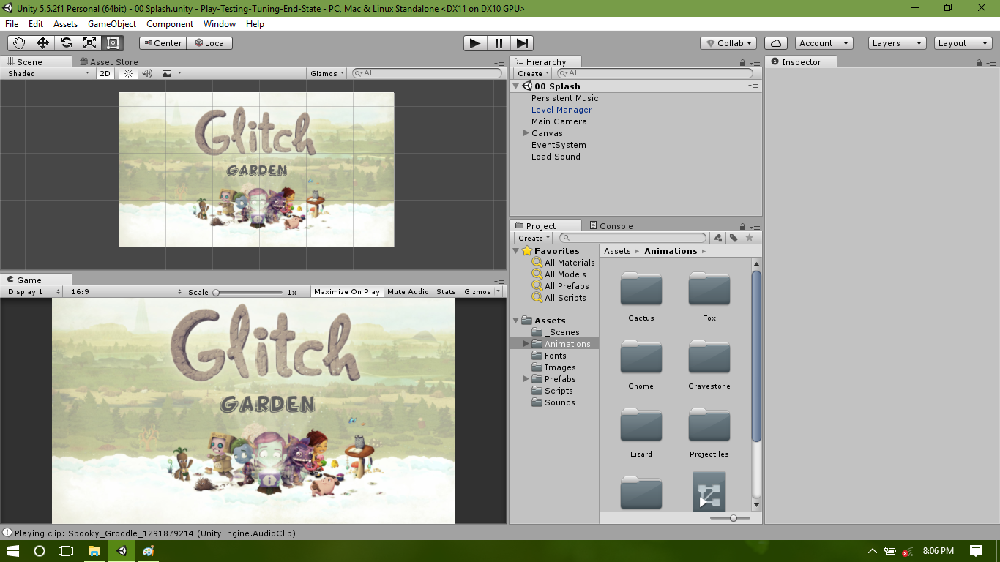 Unity 5.5.2f1 Personal (64bit) - 00 Splash.unity - Play-Testing-Tuning-End-State - PC, Mac & Linux Standalone <DX11 on DX10 GPU>
File Edit Assets GameObject Component Window Help
Center Local Collab Account Layers Layout
Scene Asset Store
Shaded 2D Gizmos All
Glitch
GARDEN
Game
Display 1 16:9 Scale 1x Maximize On Play Mute Audio Stats Gizmos
Glitch
GARDEN
Hierarchy
Create All
00 Splash
Persistent Music
Level Manager
Main Camera
Canvas
EventSystem
Load Sound
Project Console
Create
Favorites
All Materials
All Models
All Prefabs
All Scripts
Assets
_Scenes
Animations
Fonts
Images
Prefabs
Scripts
Sounds
Assets Animations
Cactus Fox
Gnome Gravestone
Lizard Projectiles
Inspector
Playing clip: Spooky_Groddle_1291879214 (UnityEngine.AudioClip)
8:06 PM